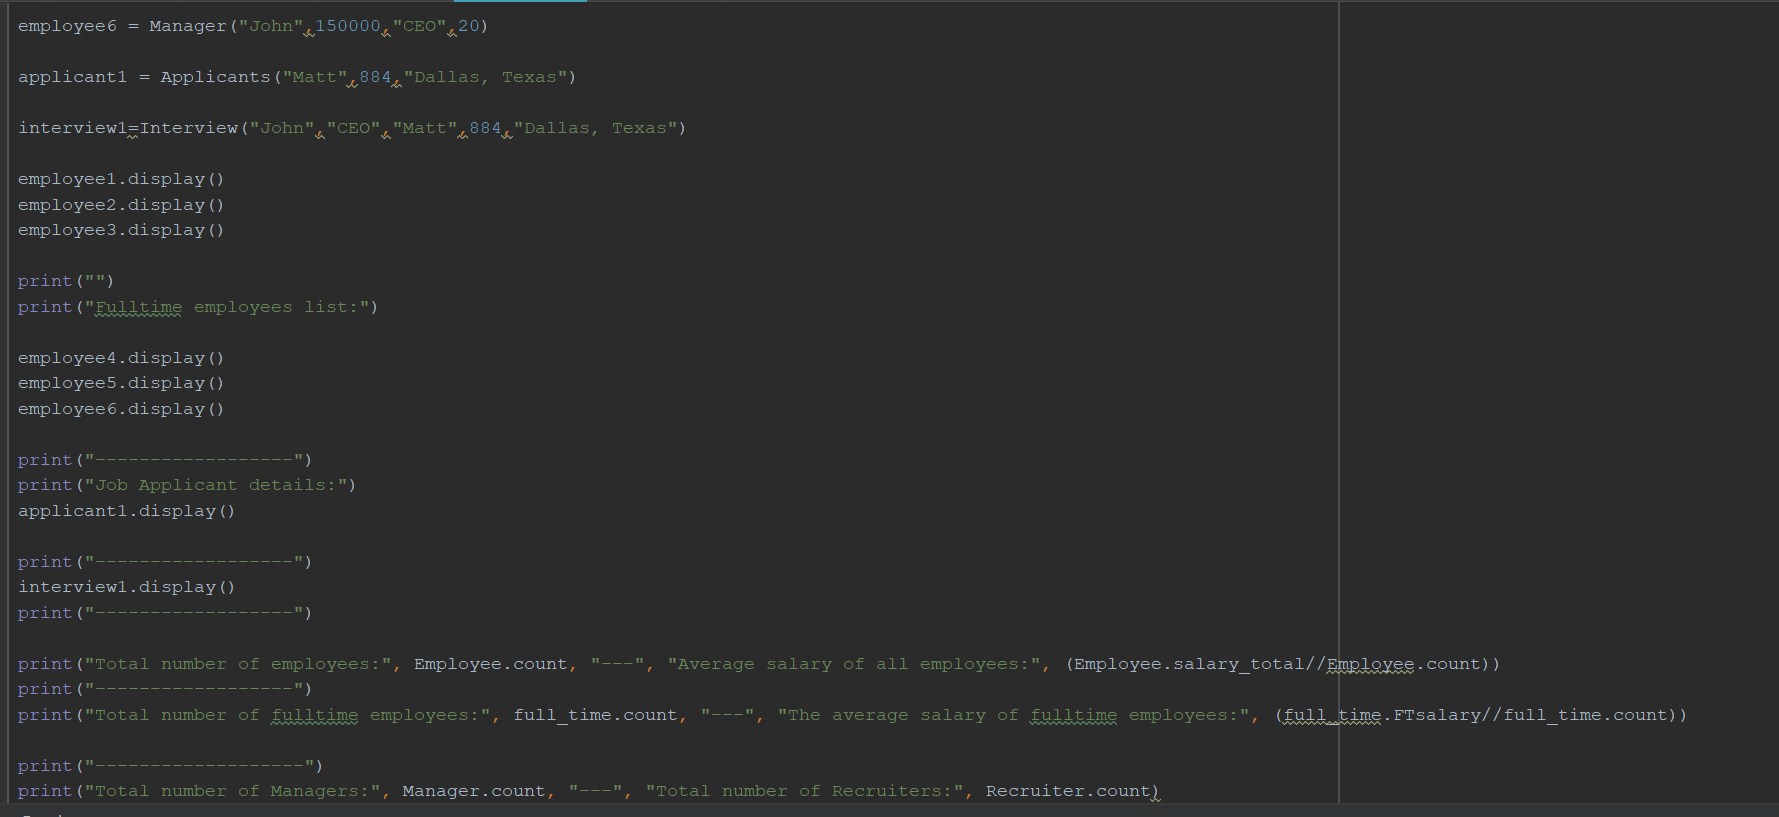 employee6 = Manager("John",150000,"CEO",20)
applicant1 = Applicants("Matt",884,"Dallas, Texas")
interview1=Interview("John","CEO","Matt",884,"Dallas, Texas")
employee1.display()
employee2.display()
employee3.display()
print("")
print("Fulltime employees list:")
employee4.display()
employee5.display()
employee6.display()
print("------------------")
print("Job Applicant details:")
applicant1.display()
print("------------------")
interview1.display()
print("------------------")
print("Total number of employees:", Employee.count, "---", "Average salary of all employees:", (Employee.salary_total//Employee.count))
print("------------------")
print("Total number of fulltime employees:", full_time.count, "---", "The average salary of fulltime employees:", (full_time.FTsalary//full_time.count))
print("-------------------")
print("Total number of Managers:", Manager.count, "---", "Total number of Recruiters:", Recruiter.count)